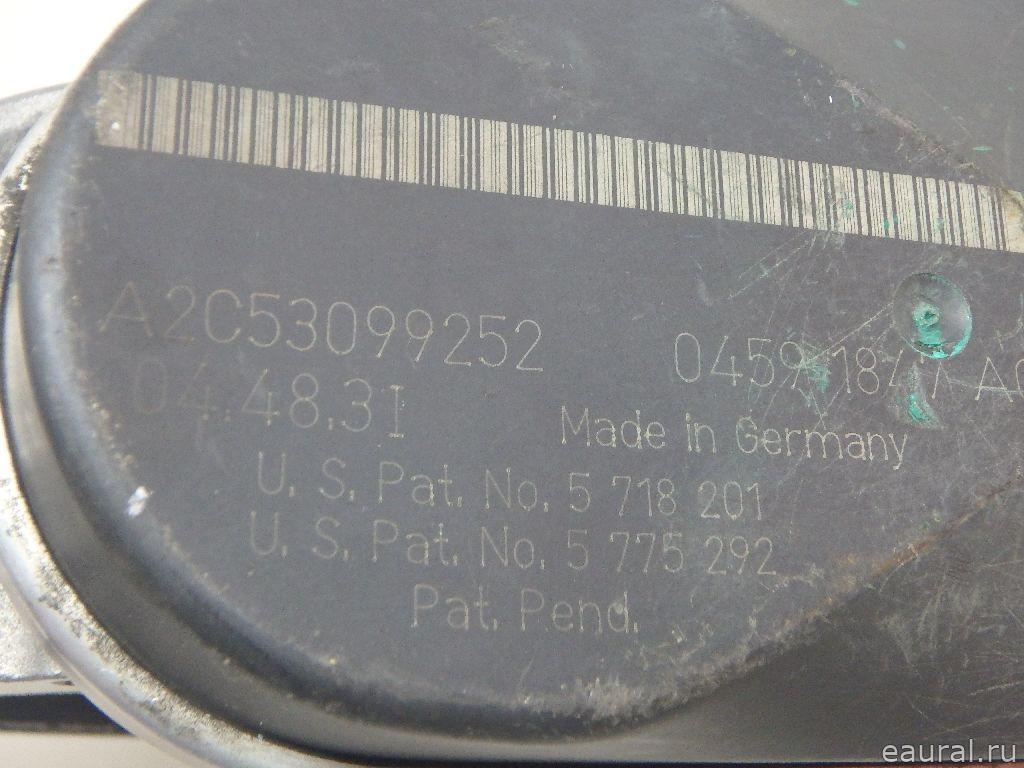 A2C53099252
04.48.31
Made in Germany
U. S. Pat. No. 5 718 201
U. S. Pat. No. 5 775 292
Pat. Pend.
eaural.ru